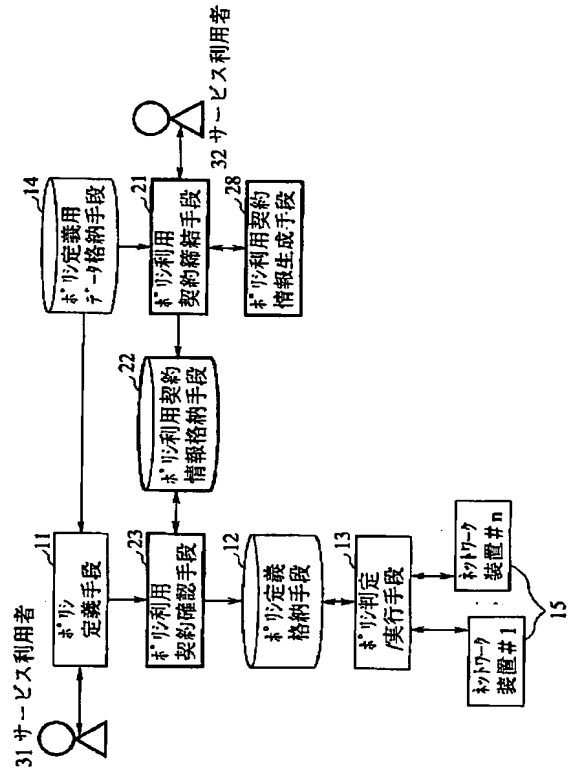 31 サービス利用者
11
ポリシ
定義手段
14
ポリシ定義用
データ格納手段
23
ポリシ利用
契約確認手段
22
ポリシ利用契約
情報格納手段
21
ポリシ利用
契約締結手段
32 サービス利用者
28
ポリシ利用契約
情報生成手段
12
ポリシ定義
格納手段
13
ポリシ判定
/実行手段
ネットワーク
装置#1
ネットワーク
装置#n
15